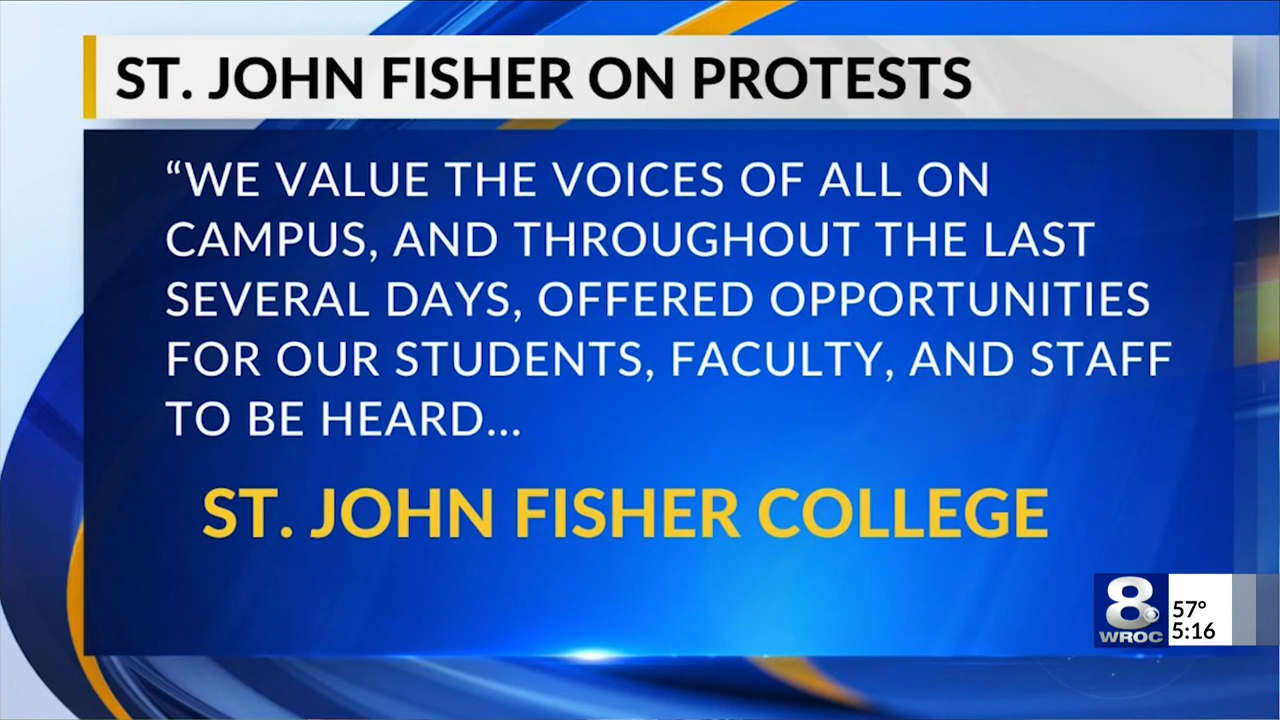 ST. JOHN FISHER ON PROTESTS
“WE VALUE THE VOICES OF ALL ON
CAMPUS, AND THROUGHOUT THE LAST
SEVERAL DAYS, OFFERED OPPORTUNITIES
FOR OUR STUDENTS, FACULTY, AND STAFF
TO BE HEARD...
ST. JOHN FISHER COLLEGE
8
WROC
57°
5:16